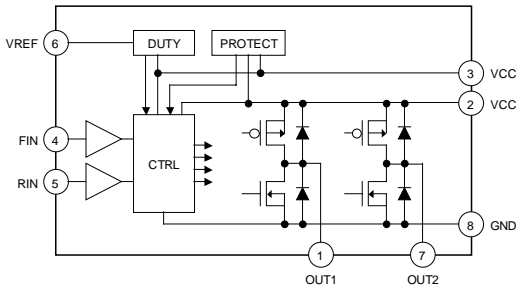 VREF 6 DUTY PROTECT
3 VCC
2 VCC
FIN 4
CTRL
RIN 5
8 GND
1 7
OUT1 OUT2